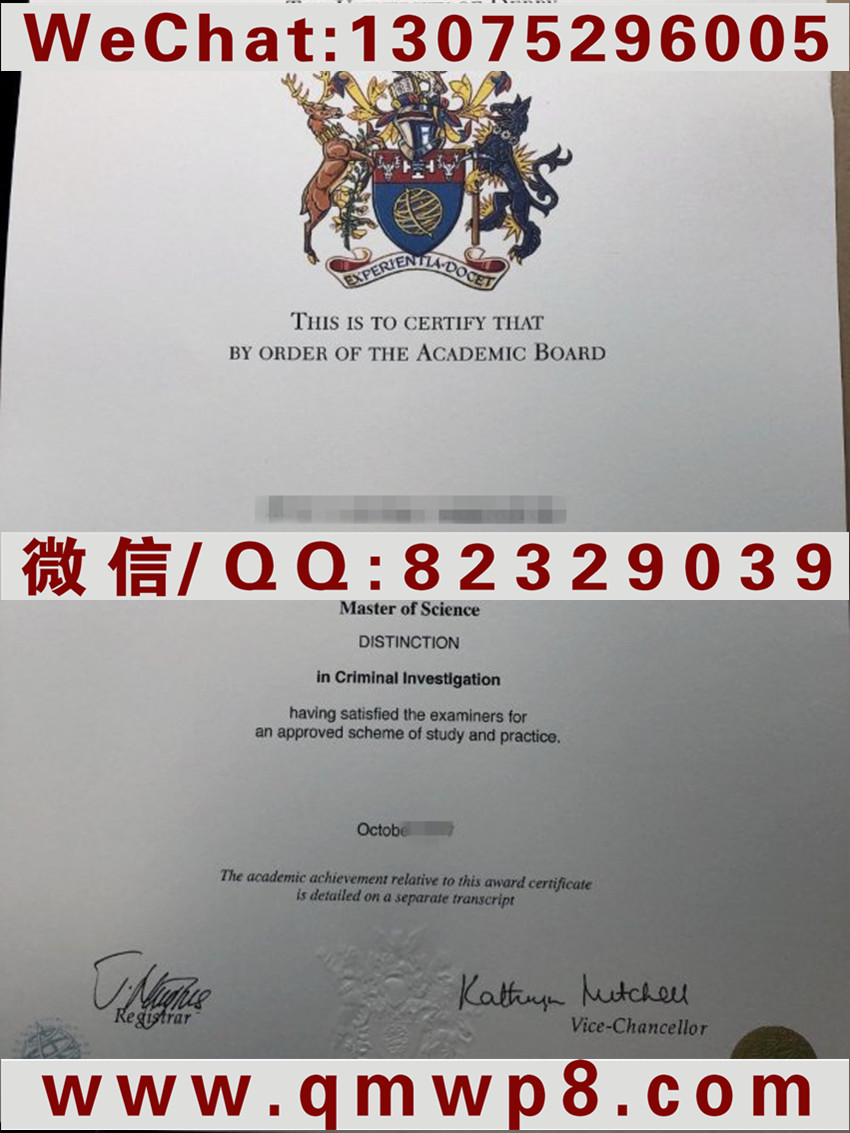 WeChat:13075296005
EXPERIENTIA·DOCET
THIS IS TO CERTIFY THAT
BY ORDER OF THE ACADEMIC BOARD
微信/QQ:82329039
Master of Science
DISTINCTION
in Criminal Investigation
having satisfied the examiners for
an approved scheme of study and practice.
Octobe
The academic achievement relative to this award certificate
is detailed on a separate transcript
Kathryn Mitchell
Registrar
Vice-Chancellor
www.qmwp8.com